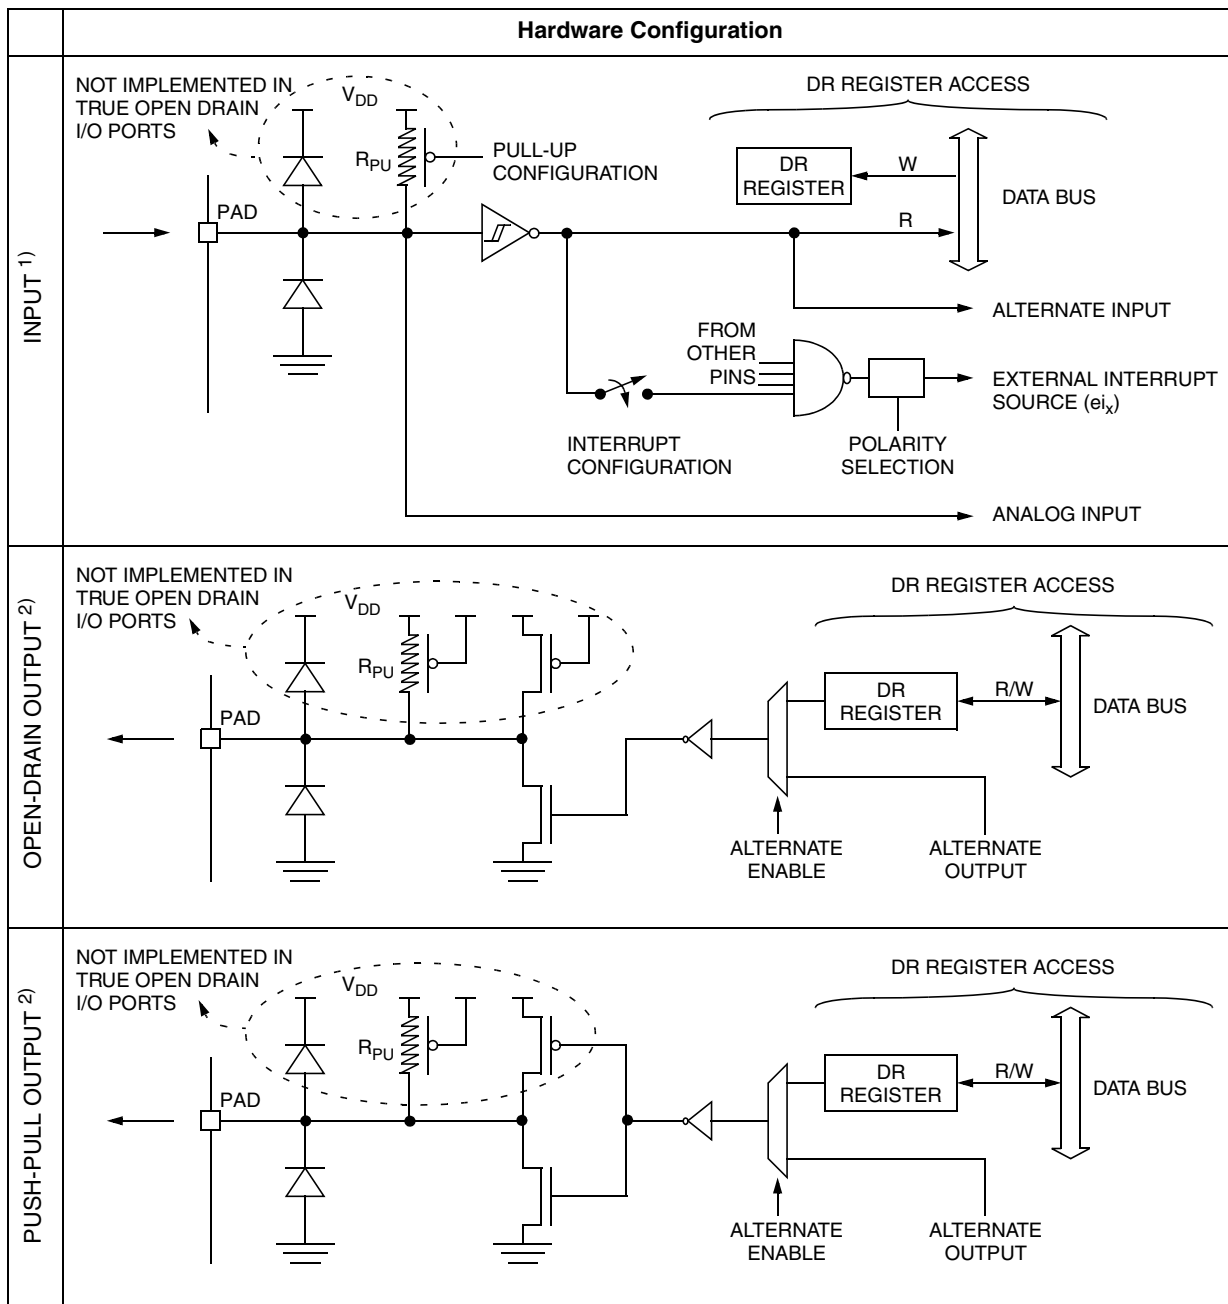 Hardware Configuration
INPUT 1)
NOT IMPLEMENTED IN
TRUE OPEN DRAIN
I/O PORTS
VDD
RPU
PULL-UP
CONFIGURATION
PAD
DR REGISTER ACCESS
DR
REGISTER
W
R
DATA BUS
ALTERNATE INPUT
FROM
OTHER
PINS
EXTERNAL INTERRUPT
SOURCE (eix)
INTERRUPT
CONFIGURATION
POLARITY
SELECTION
ANALOG INPUT
OPEN-DRAIN OUTPUT 2)
NOT IMPLEMENTED IN
TRUE OPEN DRAIN
I/O PORTS
VDD
RPU
PAD
DR REGISTER ACCESS
DR
REGISTER
R/W
DATA BUS
ALTERNATE
ENABLE
ALTERNATE
OUTPUT
PUSH-PULL OUTPUT 2)
NOT IMPLEMENTED IN
TRUE OPEN DRAIN
I/O PORTS
VDD
RPU
PAD
DR REGISTER ACCESS
DR
REGISTER
R/W
DATA BUS
ALTERNATE
ENABLE
ALTERNATE
OUTPUT